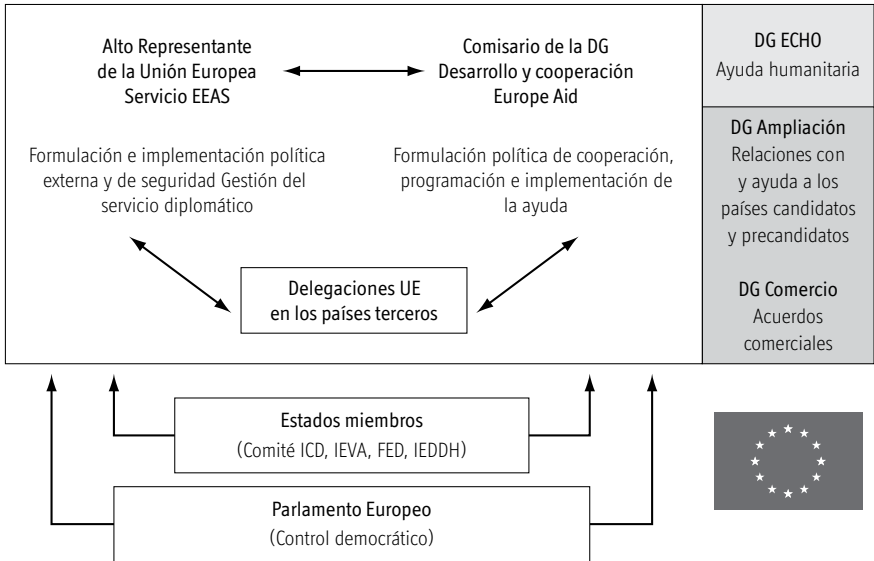 Alto Representante
de la Unión Europea
Servicio EEAS
Comisario de la DG
Desarrollo y cooperación
Europe Aid
Formulación e implementación política
externa y de seguridad Gestión del
servicio diplomático
Formulación política de cooperación,
programación e implementación de
la ayuda
Delegaciones UE
en los países terceros
DG ECHO
Ayuda humanitaria
DG Ampliación
Relaciones con
y ayuda a los
países candidatos
y precandidatos
DG Comercio
Acuerdos
comerciales
Estados miembros
(Comité ICD, IEVA, FED, IEDDH)
Parlamento Europeo
(Control democrático)